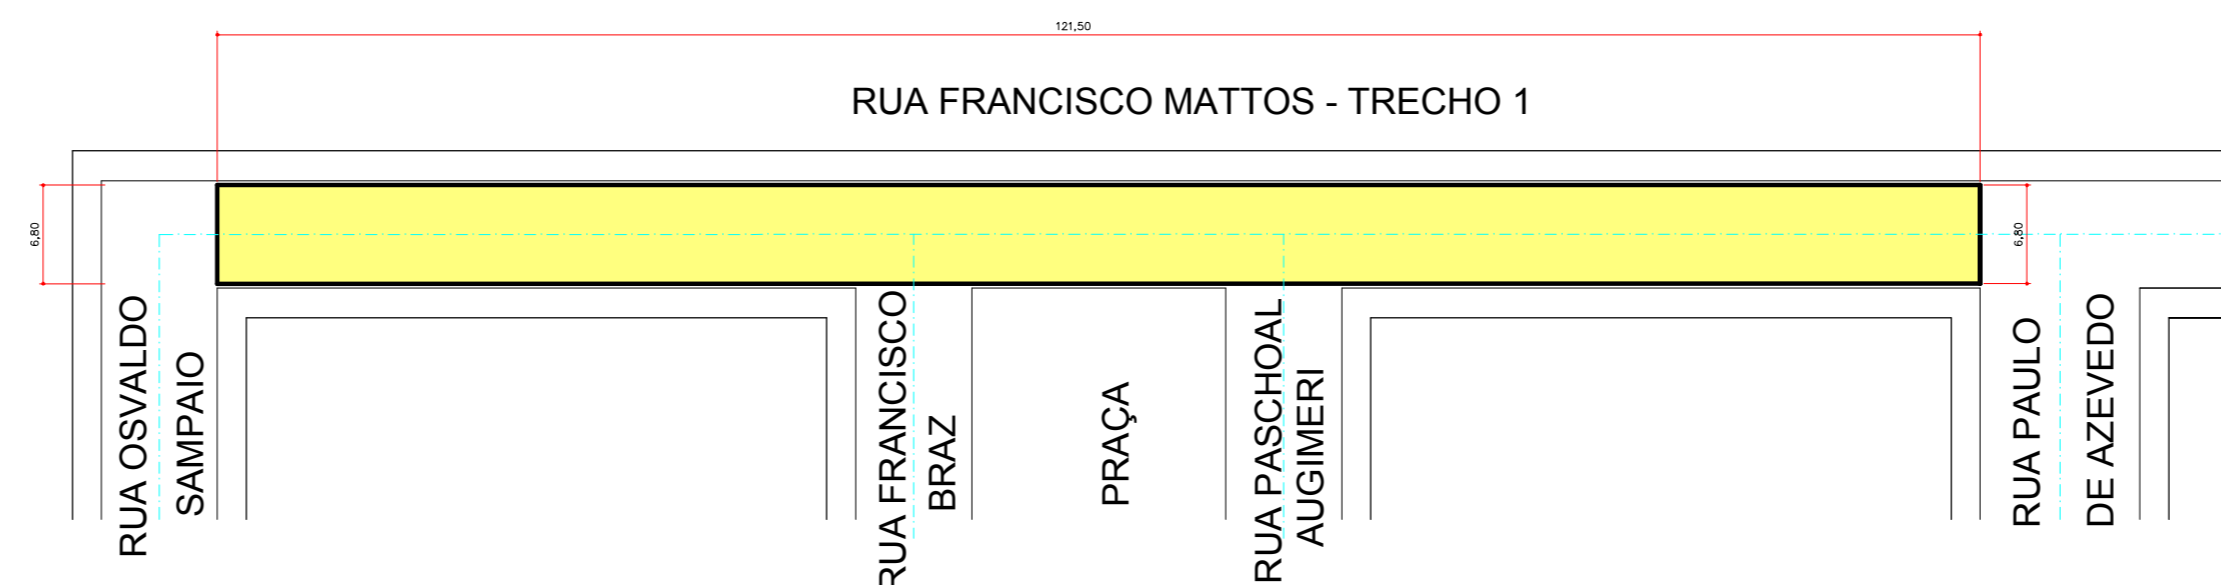 121,50
RUA FRANCISCO MATTOS - TRECHO 1
6,80
6,80
RUA OSVALDO
SAMPAIO
RUA FRANCISCO
BRAZ
PRAÇA
RUA PASCHOAL
AUGIMERI
RUA PAULO
DE AZEVEDO